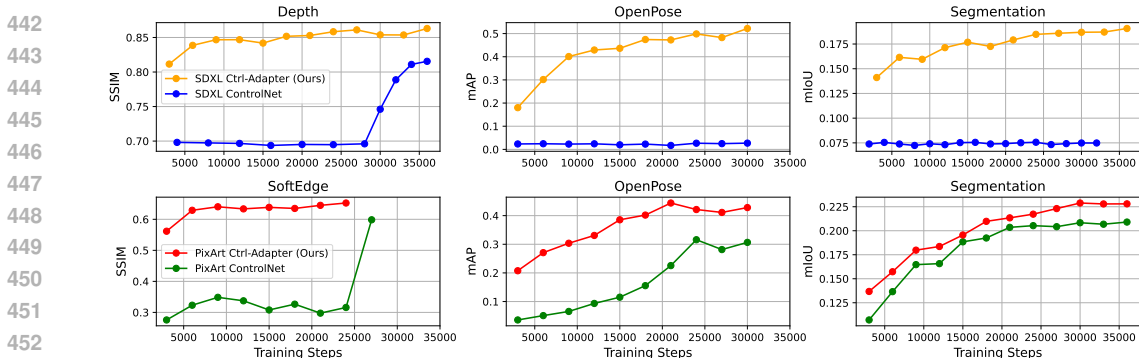 442
443
444
445
446
447
448
449
450
451
452
Depth
SSIM
0.85
0.80
0.75
0.70
SDXL Ctrl-Adapter (Ours)
SDXL ControlNet
5000 10000 15000 20000 25000 30000 35000
OpenPose
mAP
0.5
0.4
0.3
0.2
0.1
0.0
5000 10000 15000 20000 25000 30000 35000
Segmentation
mIoU
0.175
0.150
0.125
0.100
0.075
5000 10000 15000 20000 25000 30000 35000
SoftEdge
SSIM
0.6
0.5
0.4
0.3
PixArt Ctrl-Adapter (Ours)
PixArt ControlNet
5000 10000 15000 20000 25000 30000 35000
Training Steps
OpenPose
mAP
0.4
0.3
0.2
0.1
5000 10000 15000 20000 25000 30000 35000
Training Steps
Segmentation
mIoU
0.225
0.200
0.175
0.150
0.125
5000 10000 15000 20000 25000 30000 35000
Training Steps